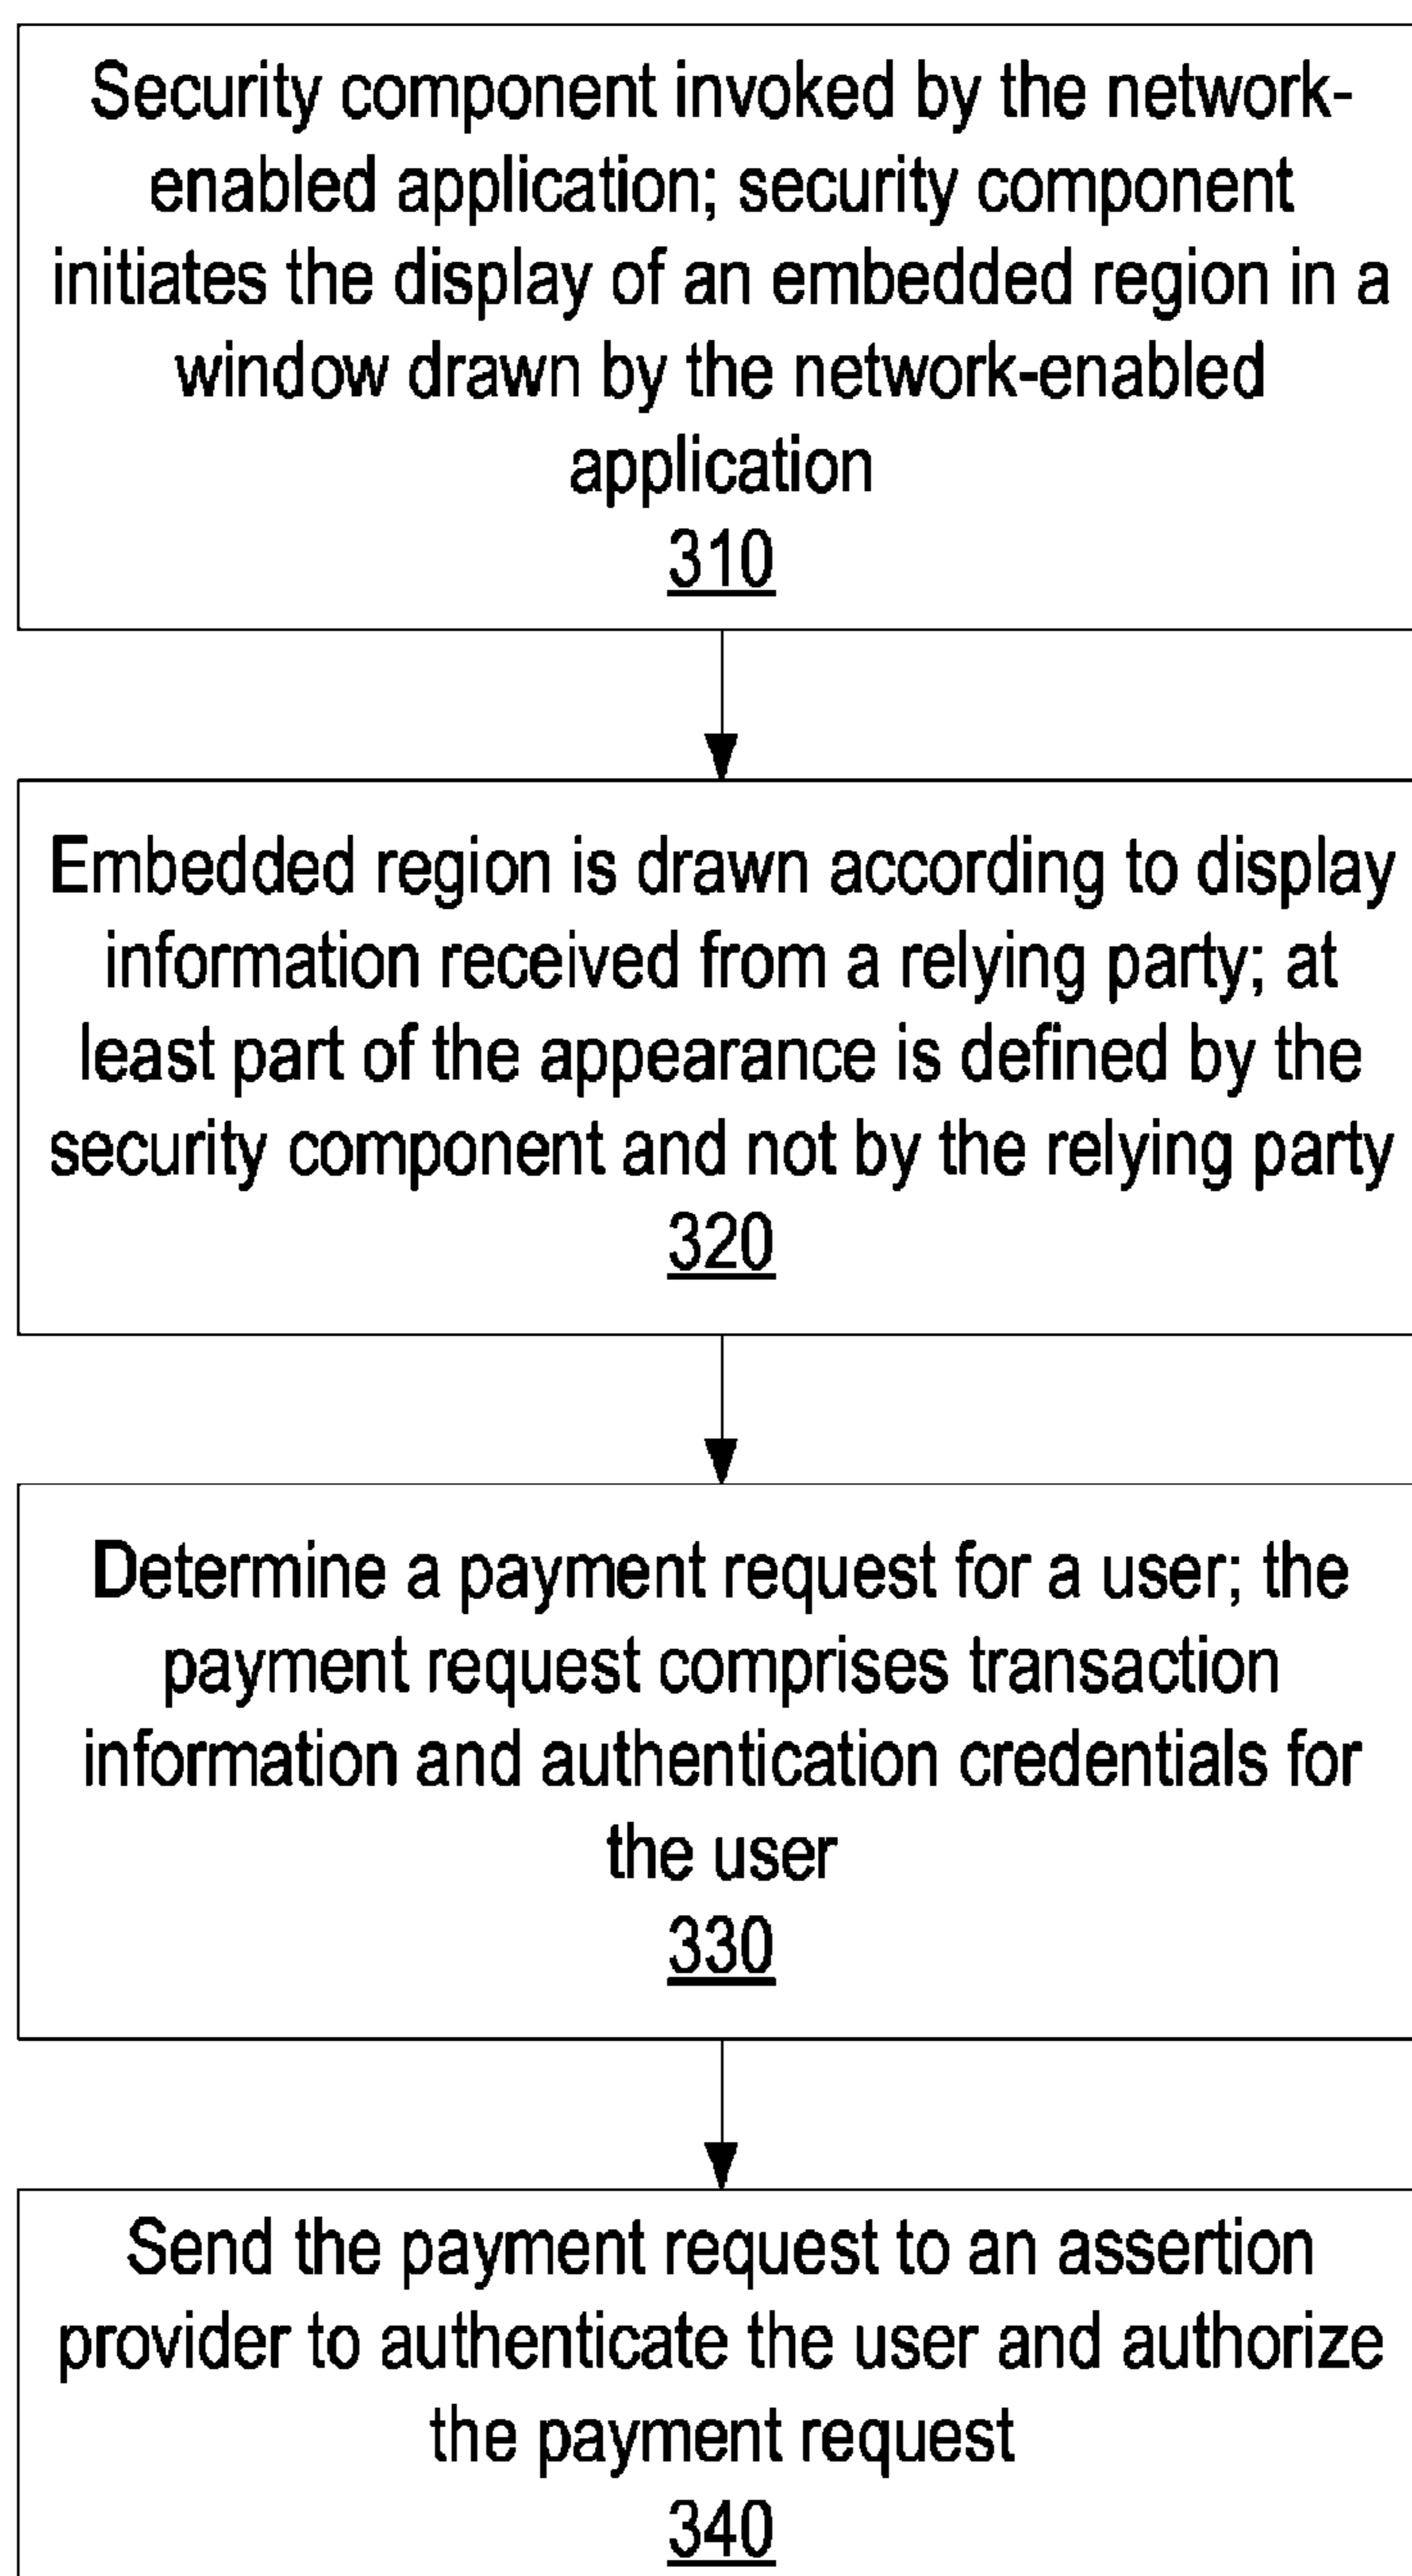 Security component invoked by the network-
enabled application; security component
initiates the display of an embedded region in a
window drawn by the network-enabled
application
310
Embedded region is drawn according to display
information received from a relying party; at
least part of the appearance is defined by the
security component and not by the relying party
320
Determine a payment request for a user; the
payment request comprises transaction
information and authentication credentials for
the user
330
Send the payment request to an assertion
provider to authenticate the user and authorize
the payment request
340